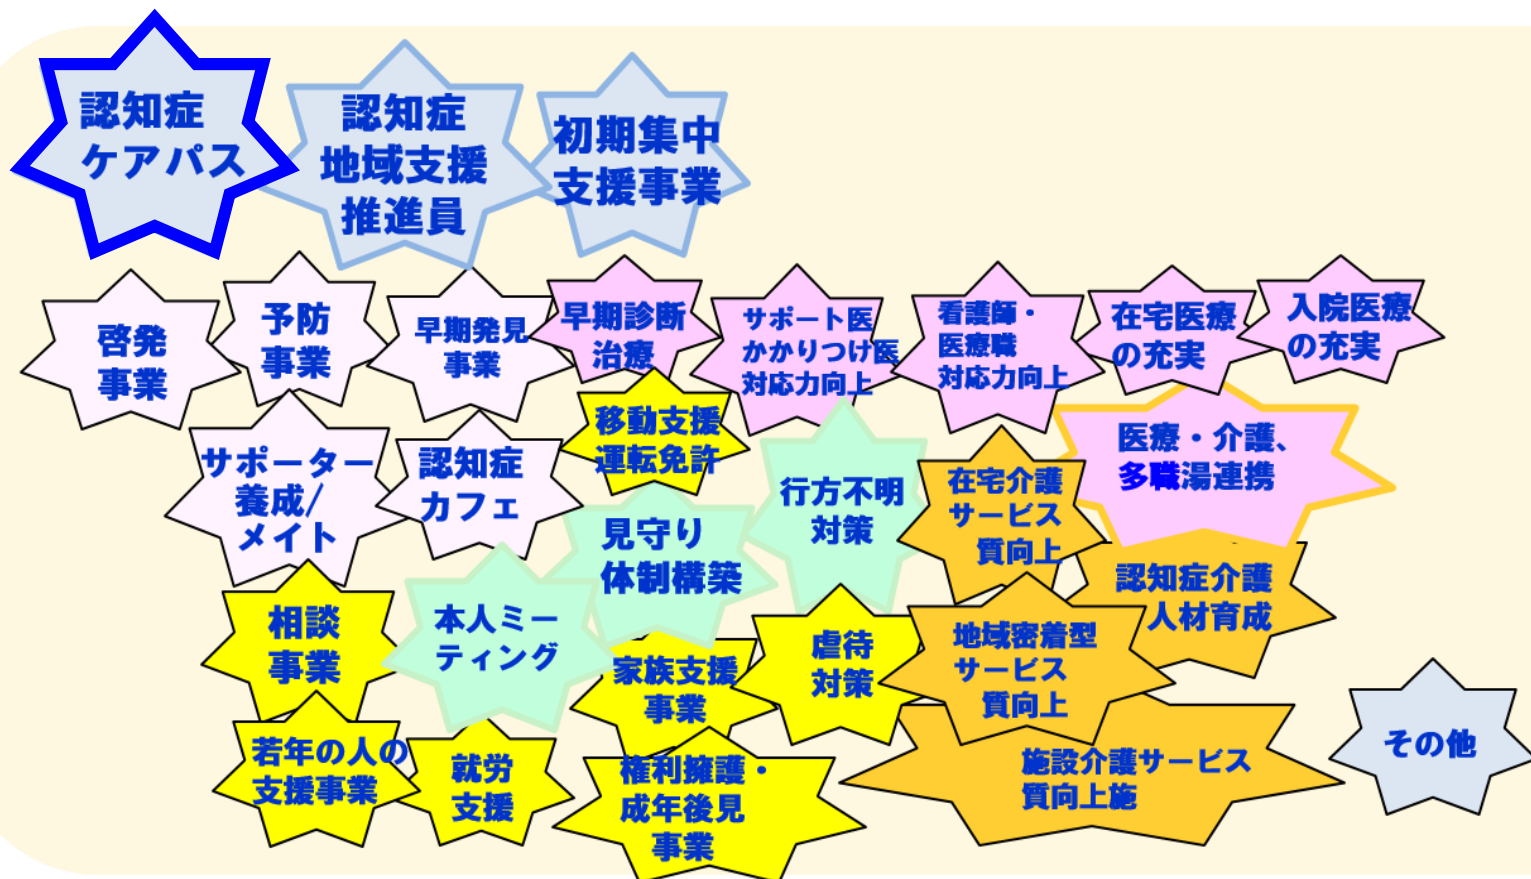 認知症
ケアパス
認知症
地域支援
推進員
初期集中
支援事業
啓発
事業
予防
事業
早期発見
事業
早期診断
治療
サポート医
かかりつけ医
対応力向上
看護師・
医療職
対応力向上
在宅医療
の充実
入院医療
の充実
サポーター
養成/
メイト
認知症
カフェ
移動支援
運転免許
見守り
体制構築
行方不明
対策
在宅介護
サービス
質向上
医療・介護、
多職湯連携
認知症介護
人材育成
相談
事業
本人ミー
ティング
家族支援
事業
虐待
対策
地域密着型
サービス
質向上
若年の人の
支援事業
就労
支援
権利擁護・
成年後見
事業
施設介護サービス
質向上施
その他